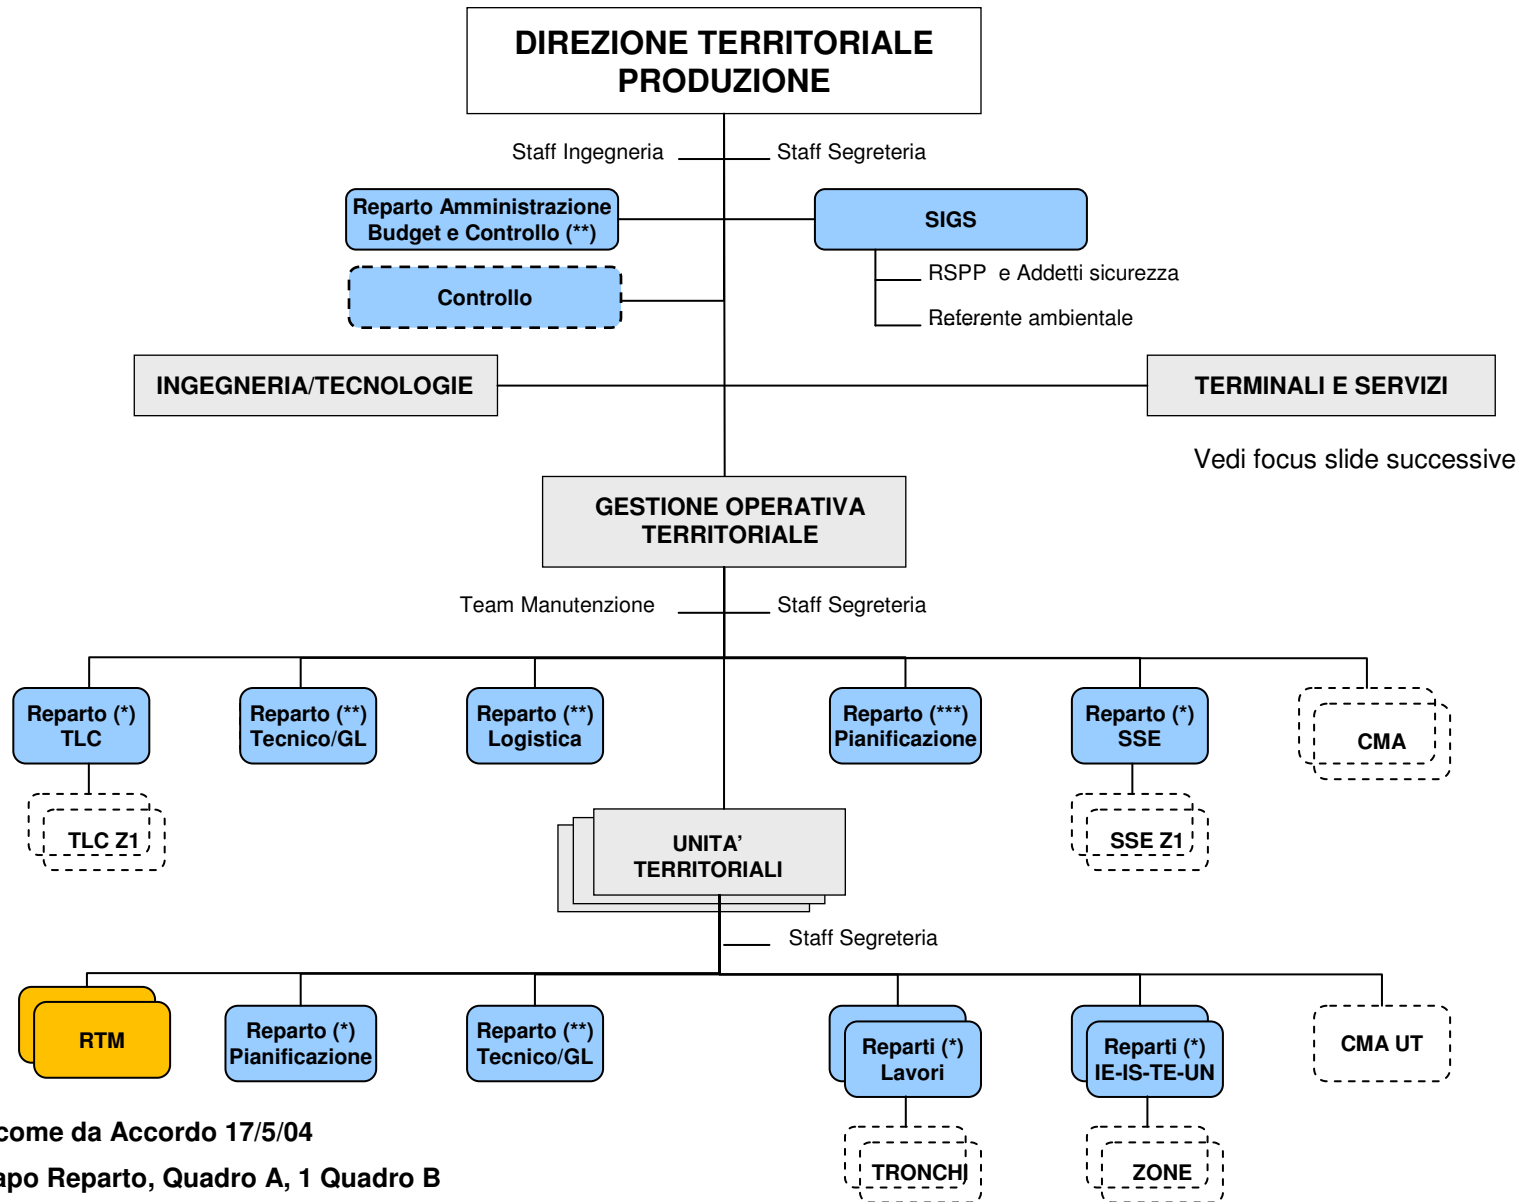 DIREZIONE TERRITORIALE
PRODUZIONE
Staff Ingegneria
Staff Segreteria
Reparto Amministrazione
Budget e Controllo (**)
SIGS
RSPP e Addetti sicurezza
Controllo
Referente ambientale
INGEGNERIA/TECNOLOGIE
TERMINALI E SERVIZI
Vedi focus slide successive
GESTIONE OPERATIVA
TERRITORIALE
Team Manutenzione
Staff Segreteria
Reparto (*)
TLC
Reparto (**)
Tecnico/GL
Reparto (**)
Logistica
Reparto (***)
Pianificazione
Reparto (*)
SSE
CMA
TLC Z1
SSE Z1
UNITA'
TERRITORIALI
Staff Segreteria
RTM
Reparto (*)
Pianificazione
Reparto (**)
Tecnico/GL
Reparti (*)
Lavori
Reparti (*)
IE-IS-TE-UN
CMA UT
TRONCHI
ZONE
come da Accordo 17/5/04
apo Reparto, Quadro A, 1 Quadro B